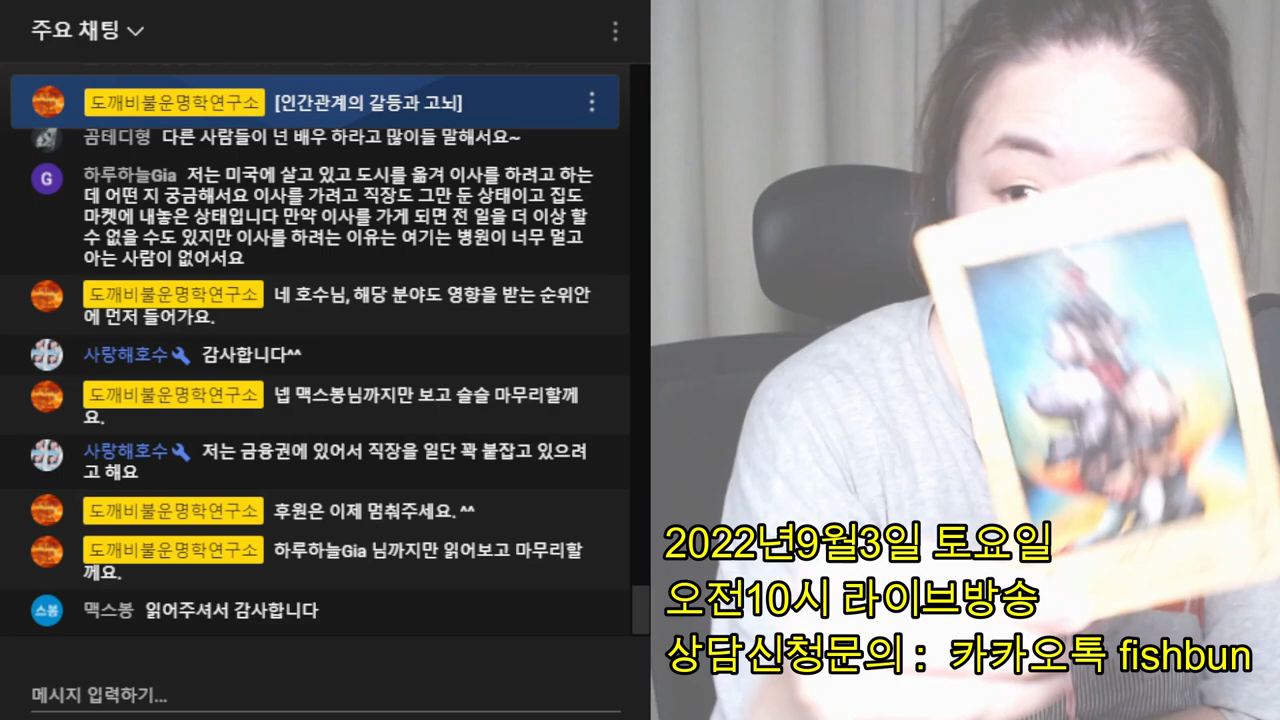 주요 채팅
도깨비불운명학연구소 [인간관계의 갈등과 고뇌]
곰테디형 다른 사람들이 넌 배우 하라고 많이들 말해서요~
G 하루하늘Gia 저는 미국에 살고 있고 도시를 옮겨 이사를 하려고 하는
데 어떤 지 궁금해서요 이사를 가려고 직장도 그만 둔 상태이고 집도
마켓에 내놓은 상태입니다 만약 이사를 가게 되면 전 일을 더 이상 할
수 없을 수도 있지만 이사를 하려는 이유는 여기는 병원이 너무 멀고
아는 사람이 없어서요
도깨비불운명학연구소 네 호수님, 해당 분야도 영향을 받는 순위안
에 먼저 들어가요.
사랑해호수 감사합니다^^
도깨비불운명학연구소 넵 맥스봉님까지만 보고 슬슬 마무리할께
요.
사랑해호수 저는 금융권에 있어서 직장을 일단 꽉 붙잡고 있으려
고 해요
도깨비불운명학연구소 후원은 이제 멈춰주세요. ^^
도깨비불운명학연구소 하루하늘Gia 님까지만 읽어보고 마무리할
께요.
스봉 맥스봉 읽어주셔서 감사합니다
메시지 입력하기...
2022년9월3일 토요일
오전10시 라이브방송
상담신청문의 : 카카오톡 fishbun